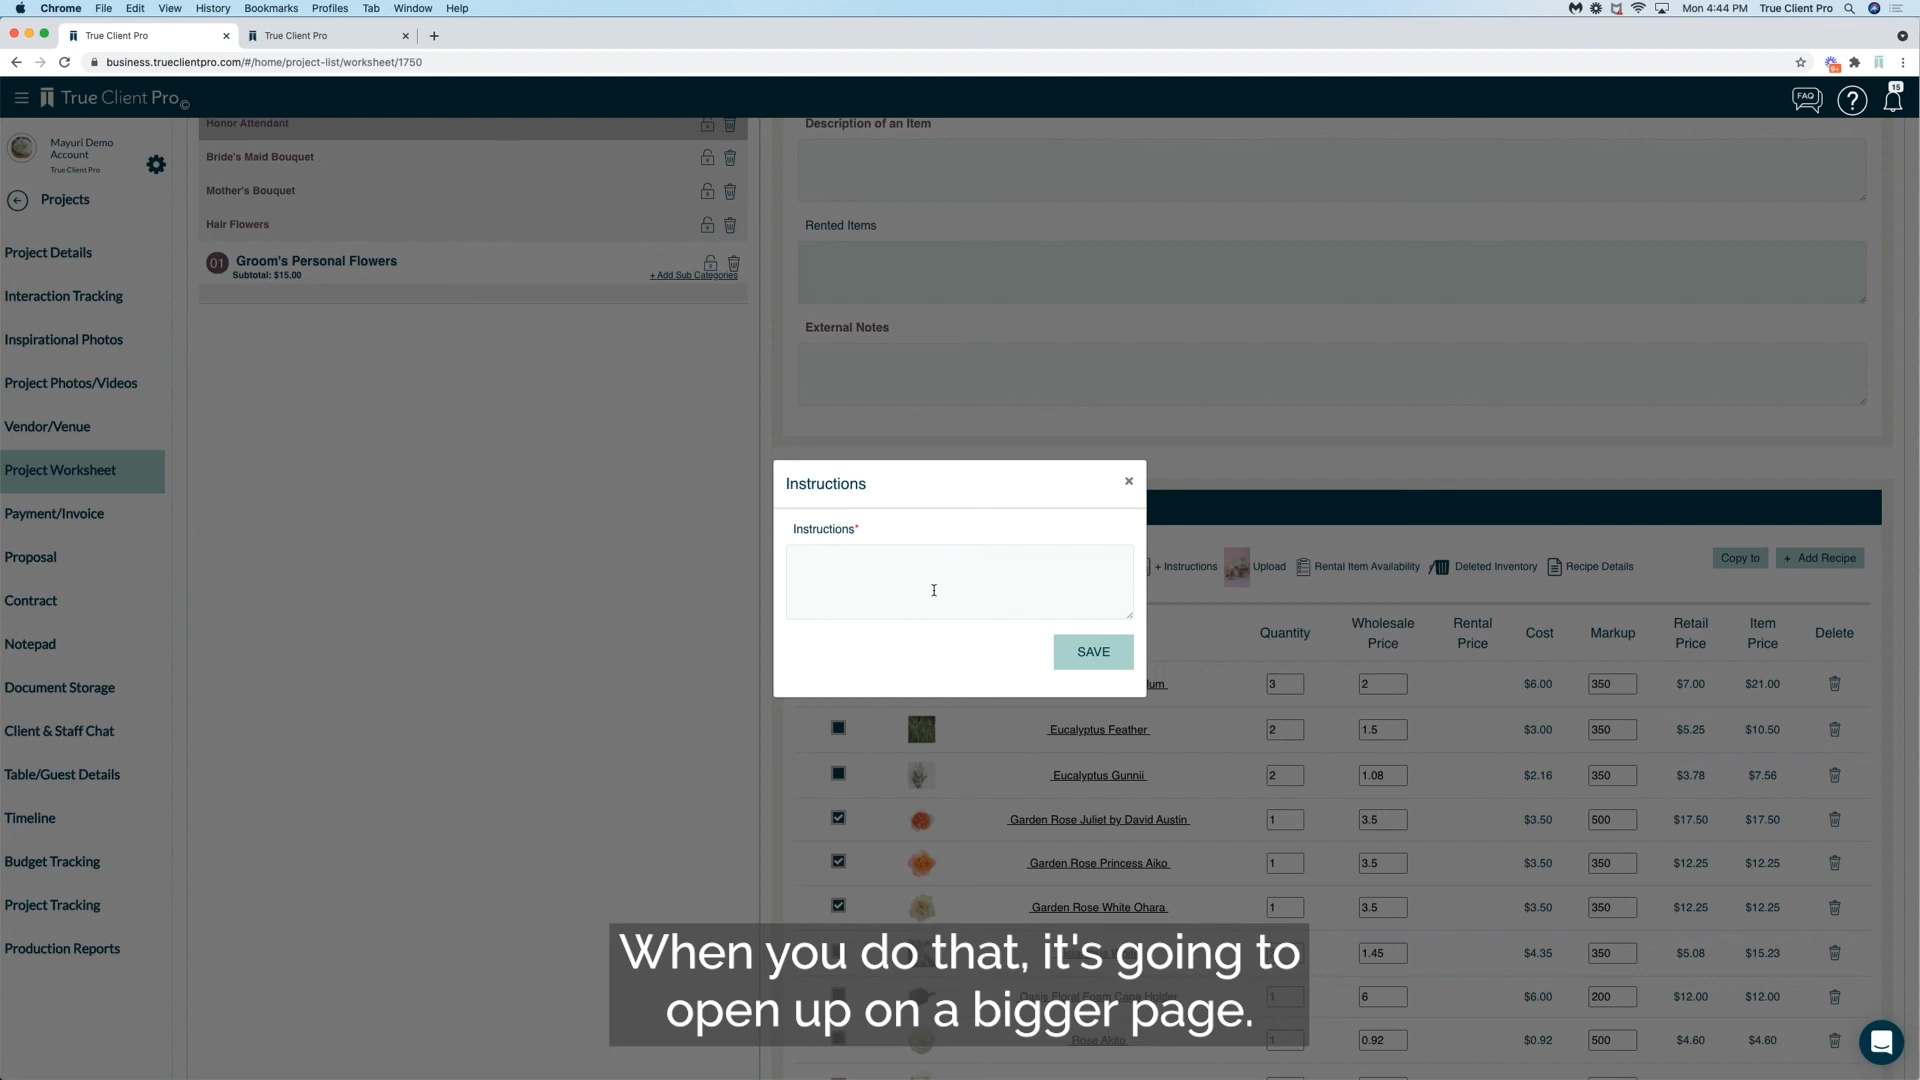 Chrome File Edit View History Bookmarks Profiles Tab Window Help
Mon 4:44 PM True Client Pro
True Client Pro
True Client Pro
business.trueclientpro.com/#/home/project-list/worksheet/1750
True Client Pro©
FAQ
?
15
Mayuri Demo
Account
True Client Pro
Projects
Project Details
Interaction Tracking
Inspirational Photos
Project Photos/Videos
Vendor/Venue
Project Worksheet
Payment/Invoice
Proposal
Contract
Notepad
Document Storage
Client & Staff Chat
Table/Guest Details
Timeline
Budget Tracking
Project Tracking
Production Reports
Honor Attendant
Bride's Maid Bouquet
Mother's Bouquet
Hair Flowers
01 Groom's Personal Flowers
Subtotal: $15.00
+ Add Sub Categories
Description of an Item
Rented Items
External Notes
Instructions
Instructions*
SAVE
+ Instructions Upload Rental Item Availability Deleted Inventory Recipe Details Copy to + Add Recipe
Quantity Wholesale Price Rental Price Cost Markup Retail Price Item Price Delete
lum 3 2 $6.00 350 $7.00 $21.00
Eucalyptus Feather 2 1.5 $3.00 350 $5.25 $10.50
Eucalyptus Gunnii 2 1.08 $2.16 350 $3.78 $7.56
Garden Rose Juliet by David Austin 1 3.5 $3.50 500 $17.50 $17.50
Garden Rose Princess Aiko 1 3.5 $3.50 350 $12.25 $12.25
Garden Rose White Ohara 1 3.5 $3.50 350 $12.25 $12.25
1.45 $4.35 350 $5.08 $15.23
Oasis Floral Foam Cage Holder 1 6 $6.00 200 $12.00 $12.00
Rose Akito 1 0.92 $0.92 500 $4.60 $4.60
When you do that, it's going to
open up on a bigger page.